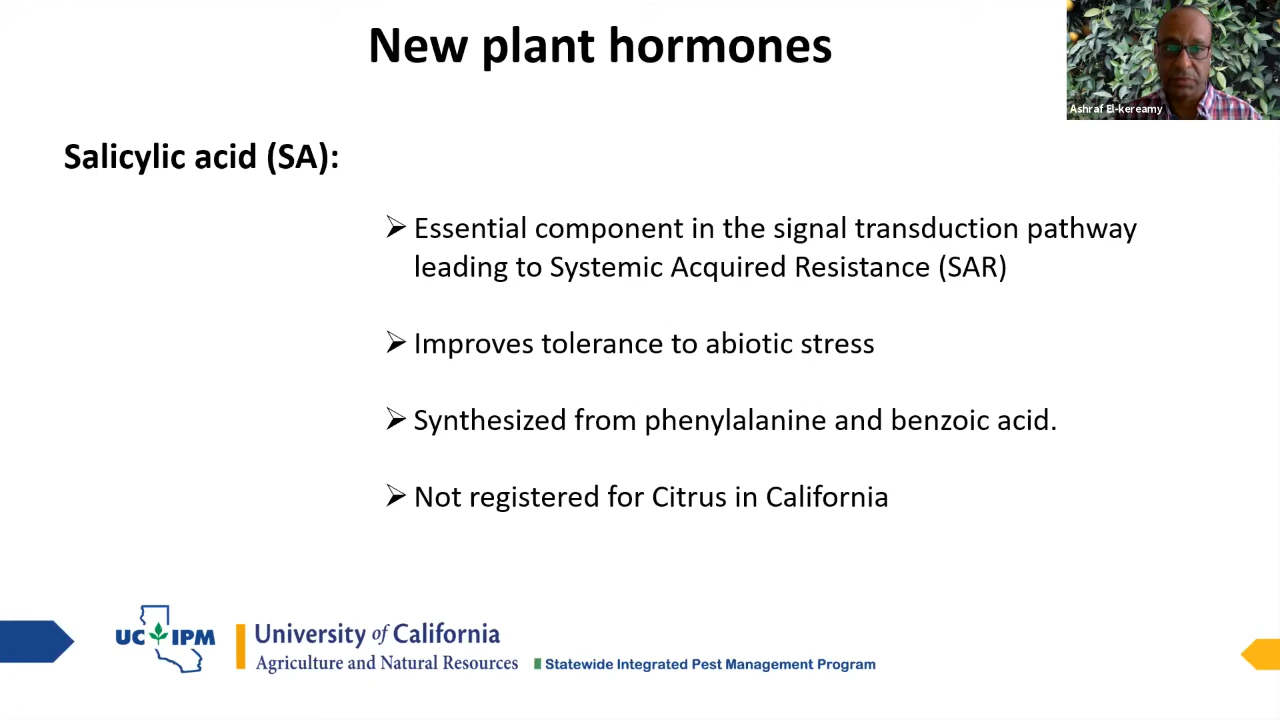 New plant hormones
Ashraf El-kereamy
Salicylic acid (SA):
➢ Essential component in the signal transduction pathway
leading to Systemic Acquired Resistance (SAR)
➢ Improves tolerance to abiotic stress
➢ Synthesized from phenylalanine and benzoic acid.
➢ Not registered for Citrus in California
UC IPM
University of California
Agriculture and Natural Resources
Statewide Integrated Pest Management Program